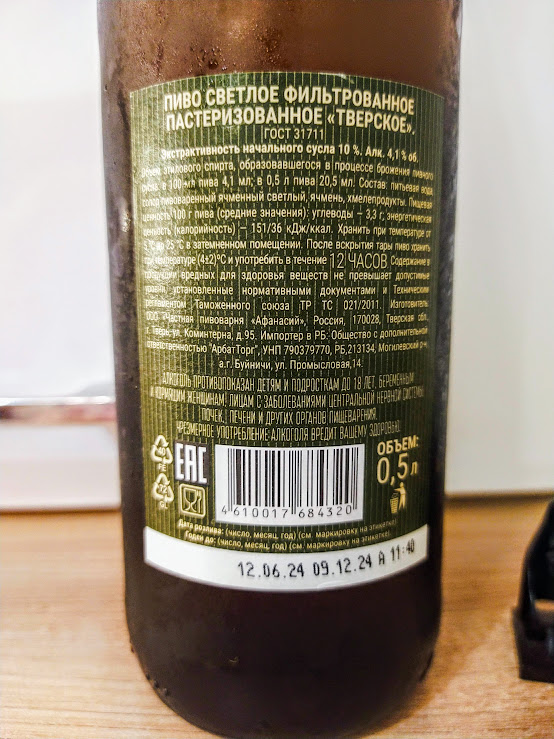 ПИВО СВЕТЛОЕ ФИЛЬТРОВАННОЕ
ПАСТЕРИЗОВАННОЕ «ТВЕРСКОЕ».
ГОСТ 31711
Экстрактивность начального сусла 10 %. Алк. 4,1% об.
Объем этилового спирта, образовавшегося в процессе брожения пивного
сусла, в 100 мл пива 4,1 мл; в 0,5 л пива 20,5 мл. Состав: питьевая вода,
солод пивоваренный ячменный светлый, ячмень, хмелепродукты. Пищевая
ценность 100 г пива (средние значения): углеводы – 3,3 г; энергетическая
ценность (калорийность) – 151/36 кДж/ккал. Хранить при температуре от
5°С до 25°С в затемненном помещении. После вскрытия тары пиво хранить
при температуре (4±2)°С и употребить в течение 12 ЧАСОВ. Содержание в
продукции вредных для здоровья веществ не превышает допустимые
уровни, установленные нормативными документами и Техническим
регламентом Таможенного союза ТР ТС 021/2011. Изготовитель:
ООО «Частная пивоварня «Афанасий», Россия, 170028, Тверская обл.,
г. Тверь, ул. Коминтерна, д.95. Импортер в РБ: Общество с дополнительной
ответственностью "АрбатТорг", УНП 790379770, РБ,213134, Могилевский р-н,
а.г. Буйничи, ул. Промысловая,14.
АЛКОГОЛЬ ПРОТИВОПОКАЗАН ДЕТЯМ И ПОДРОСТКАМ ДО 18 ЛЕТ, БЕРЕМЕННЫМ
И КОРМЯЩИМ ЖЕНЩИНАМ, ЛИЦАМ С ЗАБОЛЕВАНИЯМИ ЦЕНТРАЛЬНОЙ НЕРВНОЙ СИСТЕМЫ,
ПОЧЕК, ПЕЧЕНИ И ДРУГИХ ОРГАНОВ ПИЩЕВАРЕНИЯ.
ЧРЕЗМЕРНОЕ УПОТРЕБЛЕНИЕ АЛКОГОЛЯ ВРЕДИТ ВАШЕМУ ЗДОРОВЬЮ
FE
GL
EAC
4 610017 684320
ОБЪЕМ:
0,5 л
Дата розлива: (число, месяц, год) (см. маркировку на этикетке)
Годен до: (число, месяц, год) (см. маркировку на этикетке)
12.06.24 09.12.24 A 11:40